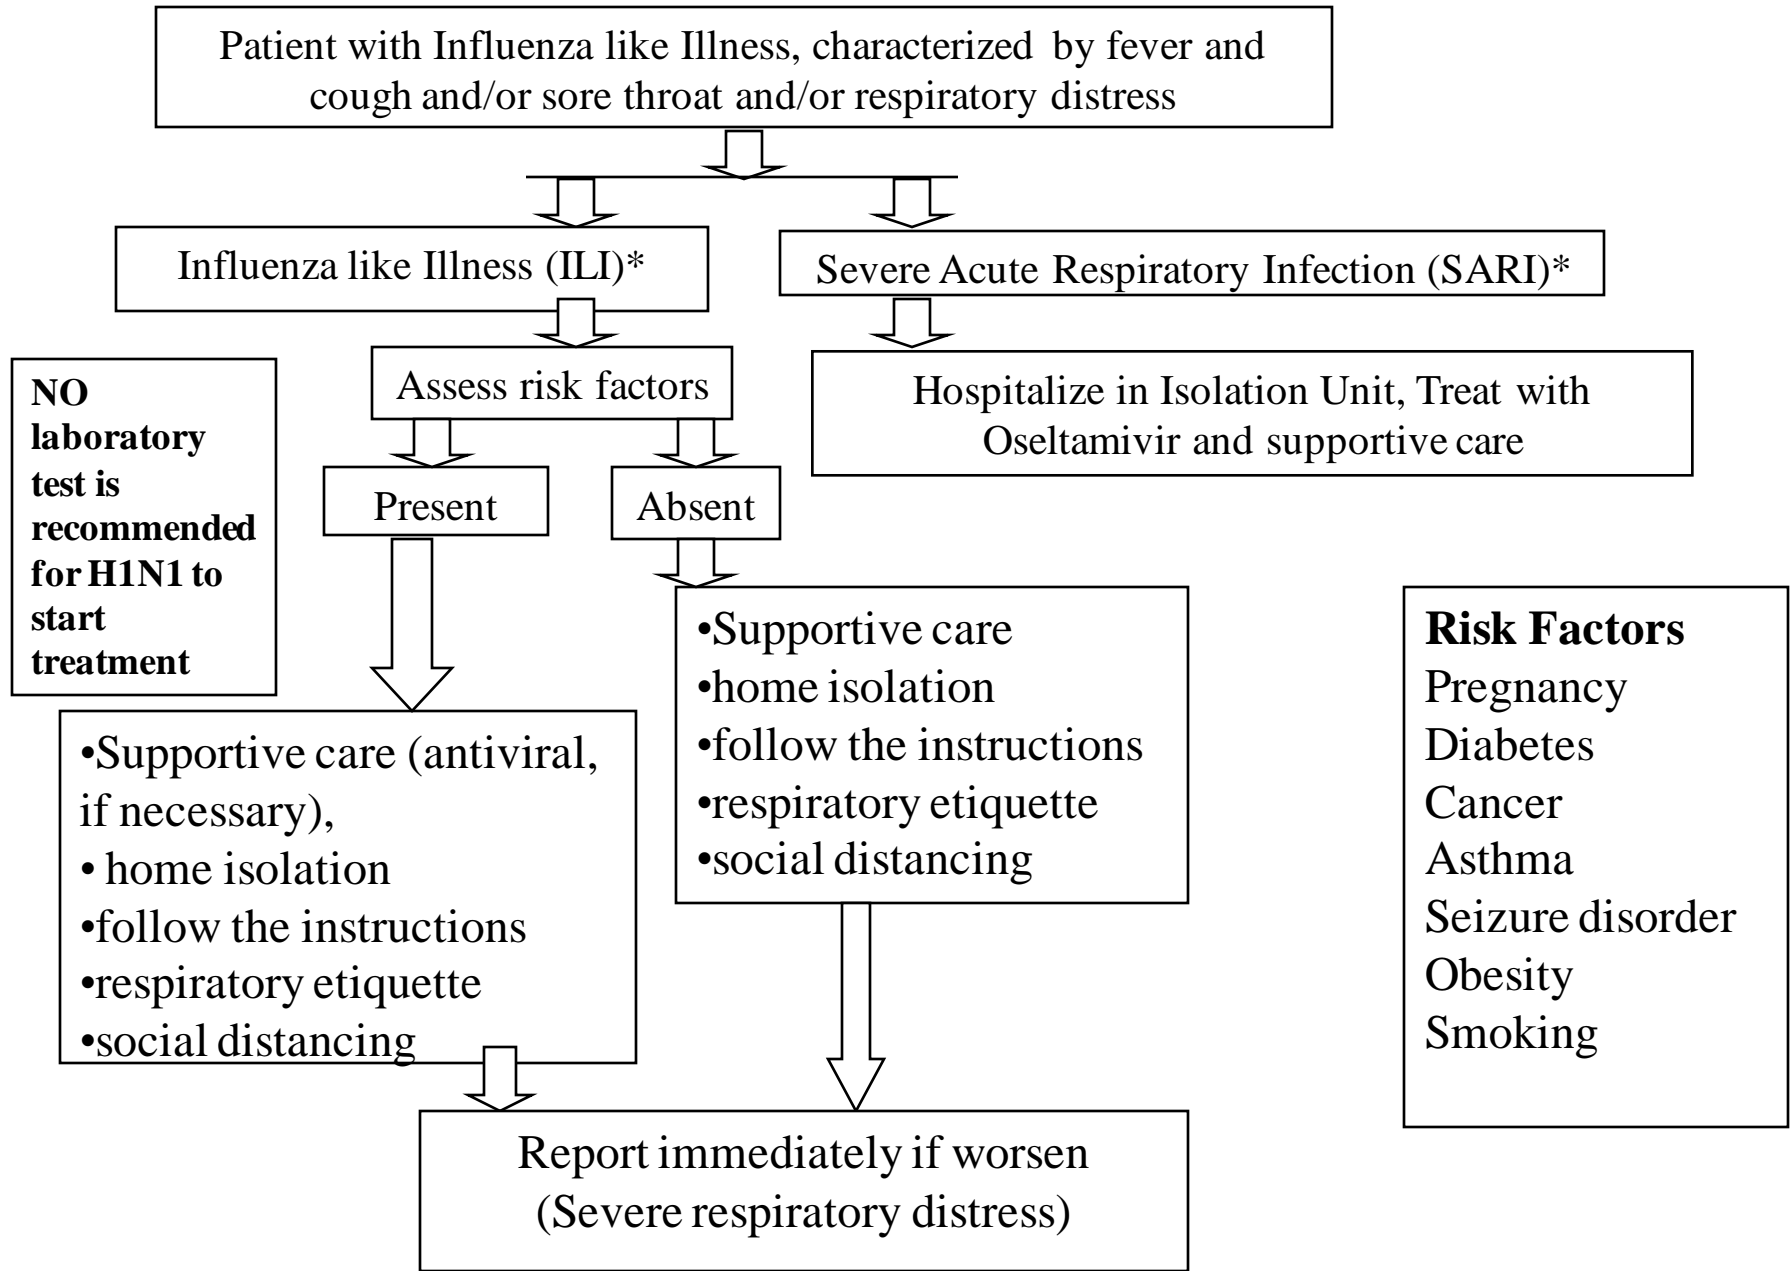 Patient with Influenza like Illness, characterized by fever and
cough and/or sore throat and/or respiratory distress
Influenza like Illness (ILI)*
Severe Acute Respiratory Infection (SARI)*
Assess risk factors
Hospitalize in Isolation Unit, Treat with
Oseltamivir and supportive care
NO
laboratory
test is
recommended
for H1N1 to
start
treatment
Present
Absent
•Supportive care (antiviral,
if necessary),
• home isolation
•follow the instructions
•respiratory etiquette
•social distancing
•Supportive care
•home isolation
•follow the instructions
•respiratory etiquette
•social distancing
Risk Factors
Pregnancy
Diabetes
Cancer
Asthma
Seizure disorder
Obesity
Smoking
Report immediately if worsen
(Severe respiratory distress)